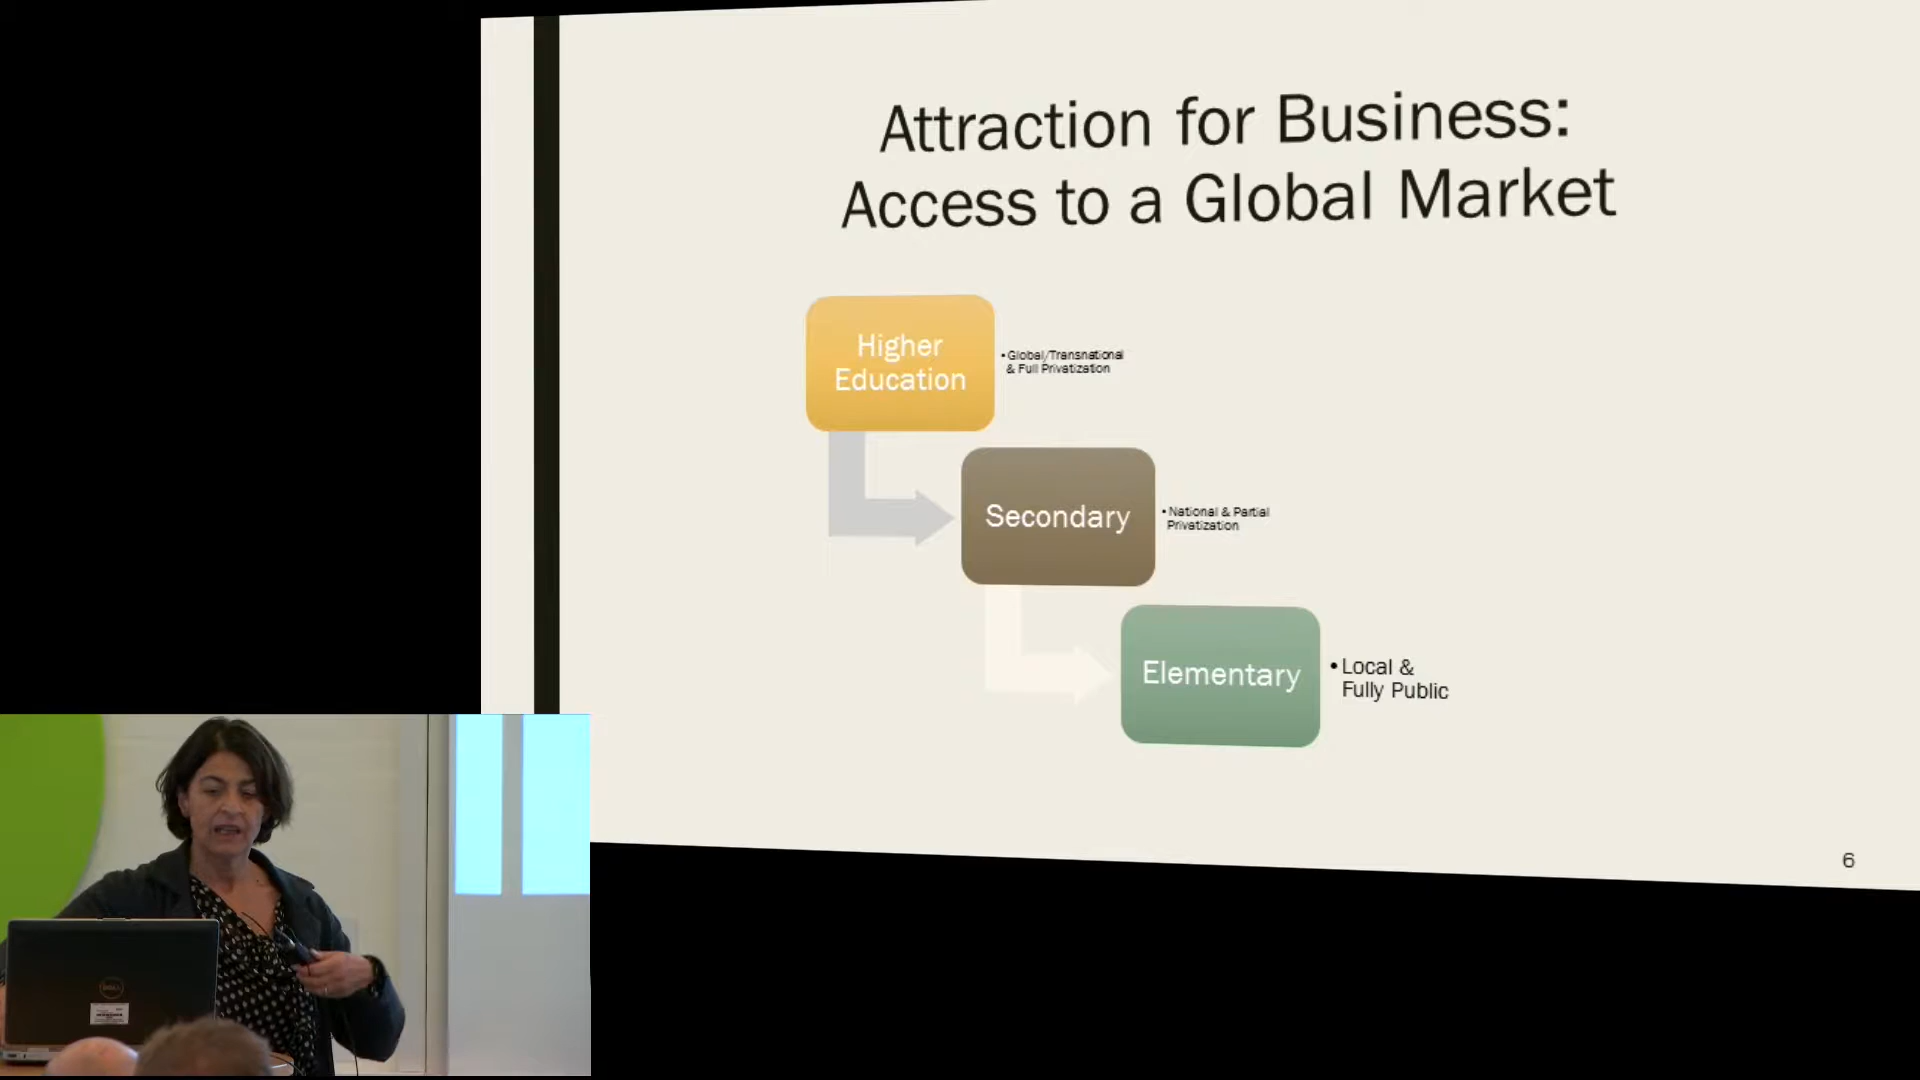 Attraction for Business:
Access to a Global Market
Higher
Education
• Global/Transnational
& Full Privatization
Secondary
• National & Partial
Privatization
Elementary
• Local &
Fully Public
6
DELL